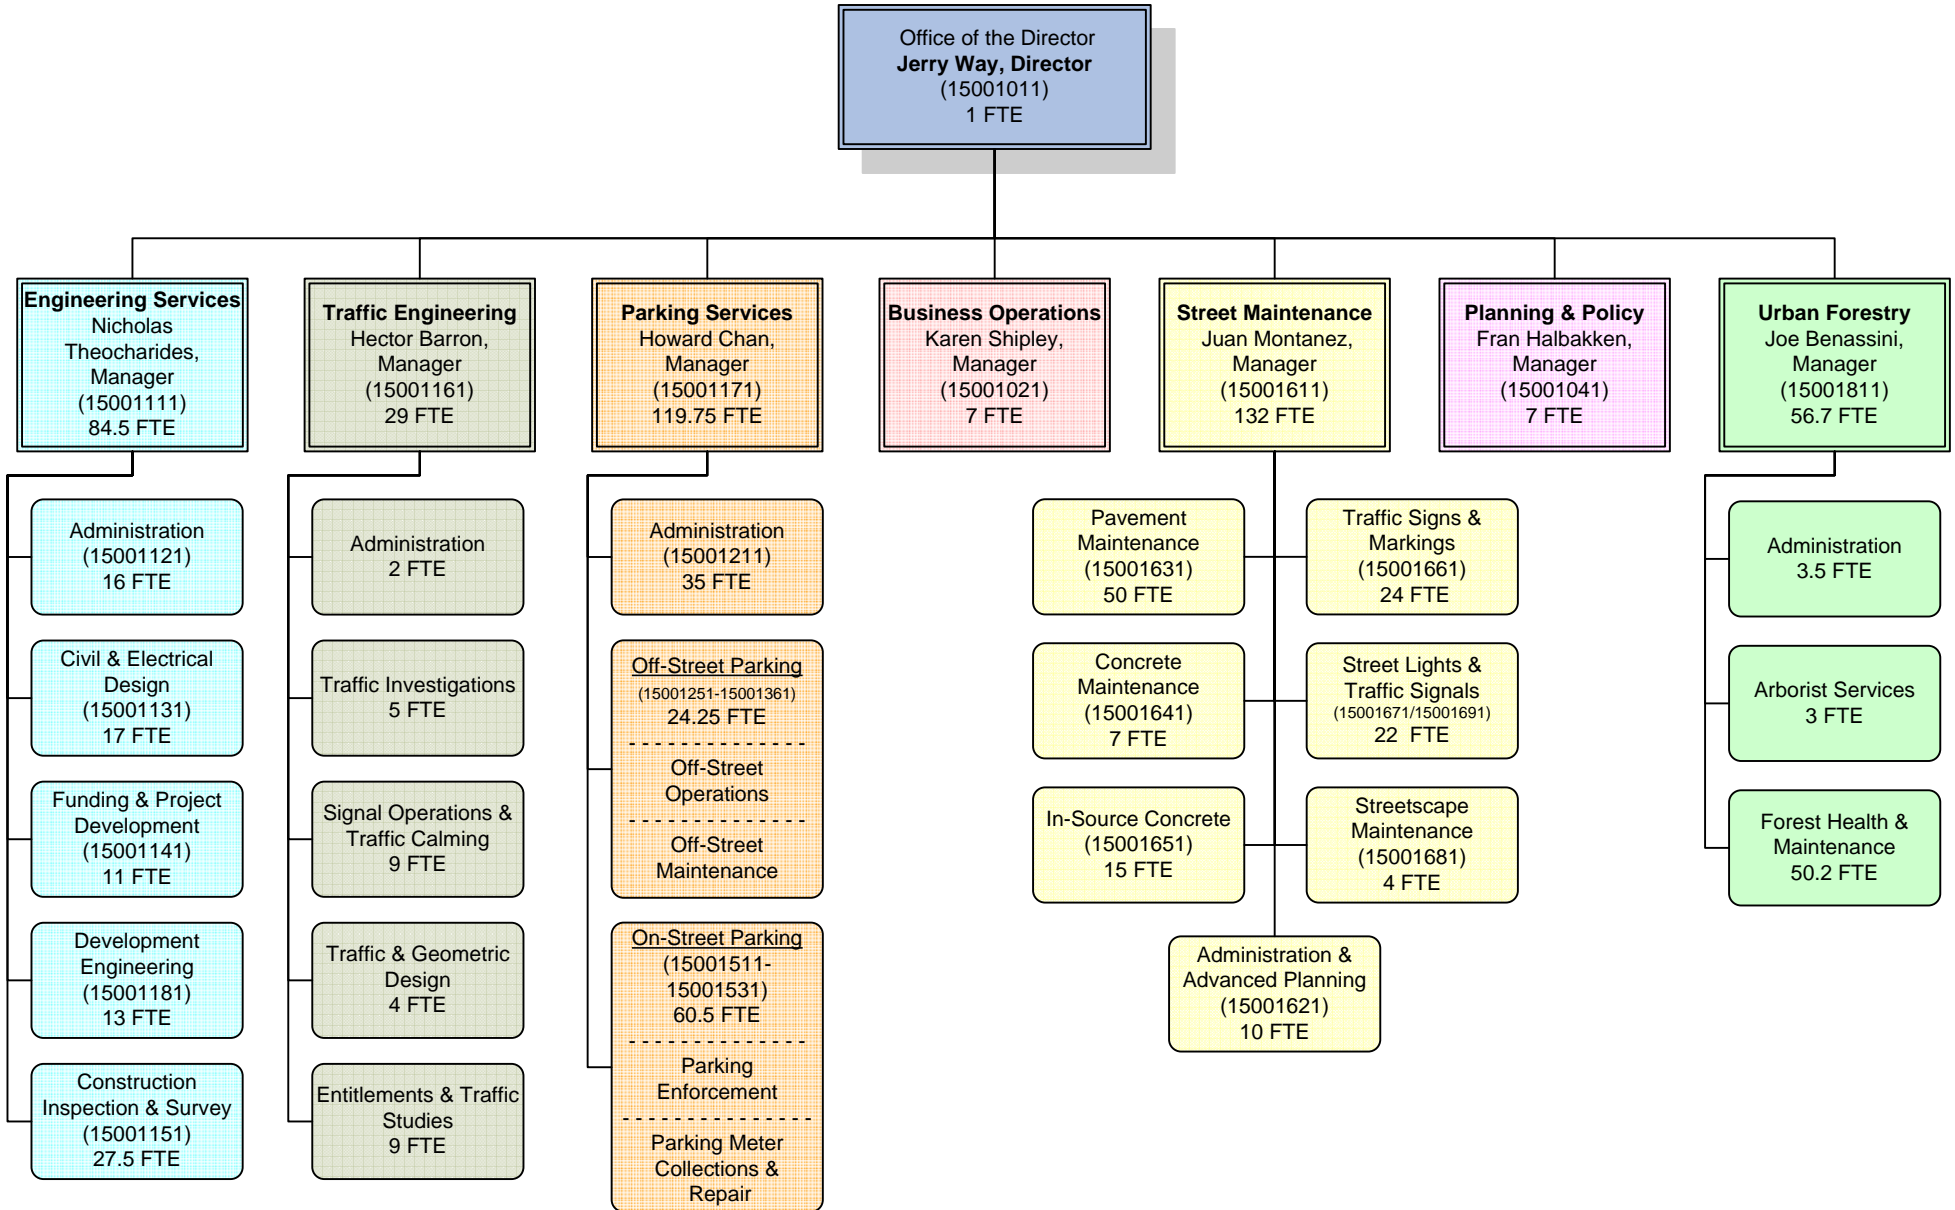 Office of the Director
Jerry Way, Director
(15001011)
1 FTE
Engineering Services
Nicholas
Theocharides,
Manager
(15001111)
84.5 FTE
Traffic Engineering
Hector Barron,
Manager
(15001161)
29 FTE
Parking Services
Howard Chan,
Manager
(15001171)
119.75 FTE
Business Operations
Karen Shipley,
Manager
(15001021)
7 FTE
Street Maintenance
Juan Montanez,
Manager
(15001611)
132 FTE
Planning & Policy
Fran Halbakken,
Manager
(15001041)
7 FTE
Urban Forestry
Joe Benassini,
Manager
(15001811)
56.7 FTE
Administration
(15001121)
16 FTE
Civil & Electrical
Design
(15001131)
17 FTE
Funding & Project
Development
(15001141)
11 FTE
Development
Engineering
(15001181)
13 FTE
Construction
Inspection & Survey
(15001151)
27.5 FTE
Administration
2 FTE
Traffic Investigations
5 FTE
Signal Operations &
Traffic Calming
9 FTE
Traffic & Geometric
Design
4 FTE
Entitlements & Traffic
Studies
9 FTE
Administration
(15001211)
35 FTE
Off-Street Parking
(15001251-15001361)
24.25 FTE
- - - - - - - - - - - - - -
Off-Street
Operations
- - - - - - - - - - - - - -
Off-Street
Maintenance
On-Street Parking
(15001511-
15001531)
60.5 FTE
- - - - - - - - - - - - - -
Parking
Enforcement
- - - - - - - - - - - - - - -
Parking Meter
Collections &
Repair
Pavement
Maintenance
(15001631)
50 FTE
Traffic Signs &
Markings
(15001661)
24 FTE
Concrete
Maintenance
(15001641)
7 FTE
Street Lights &
Traffic Signals
(15001671/15001691)
22 FTE
In-Source Concrete
(15001651)
15 FTE
Streetscape
Maintenance
(15001681)
4 FTE
Administration &
Advanced Planning
(15001621)
10 FTE
Administration
3.5 FTE
Arborist Services
3 FTE
Forest Health &
Maintenance
50.2 FTE